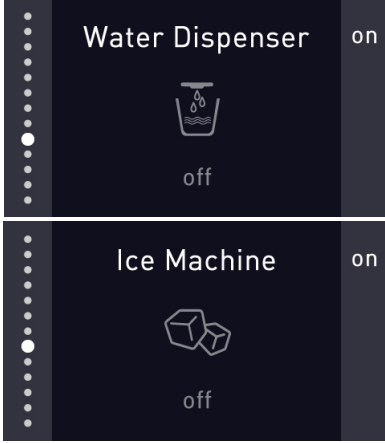 Water Dispenser
on
off
Ice Machine
on
off